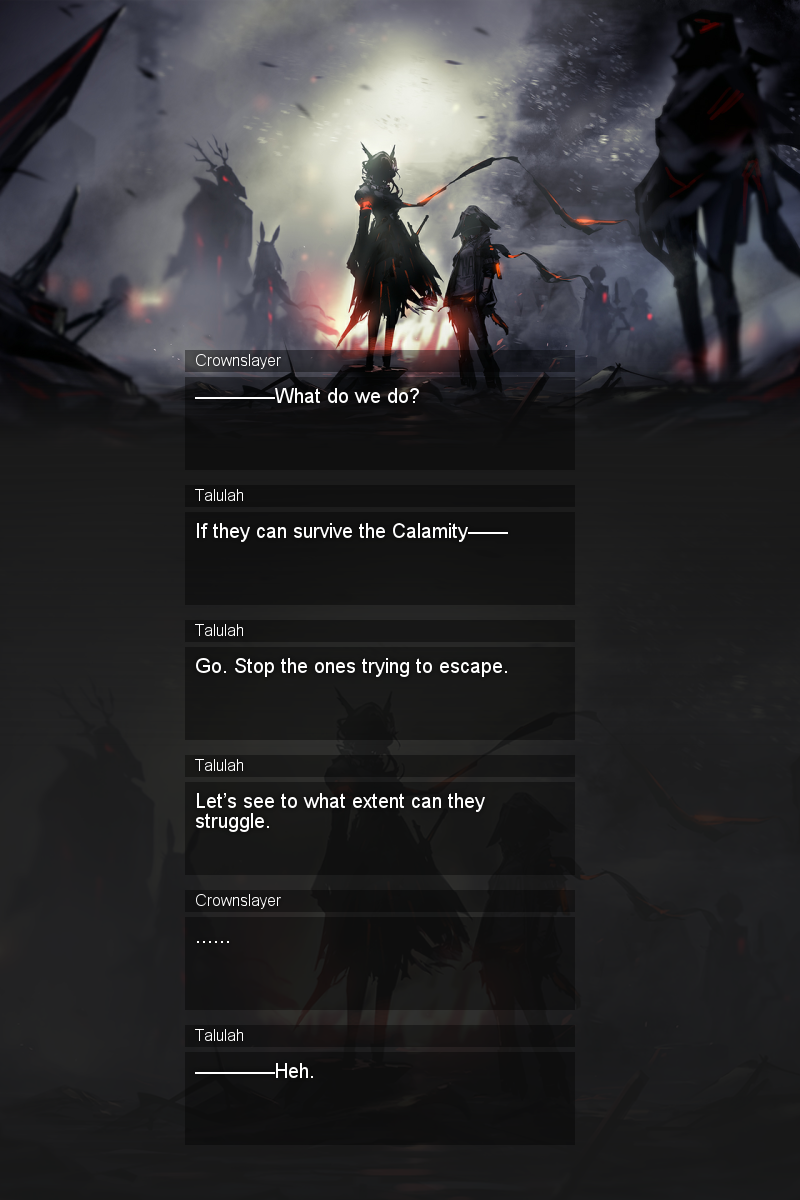 Crownslayer
————What do we do?
Talulah
If they can survive the Calamity——
Talulah
Go. Stop the ones trying to escape.
Talulah
Let’s see to what extent can they
struggle.
Crownslayer
......
Talulah
————Heh.